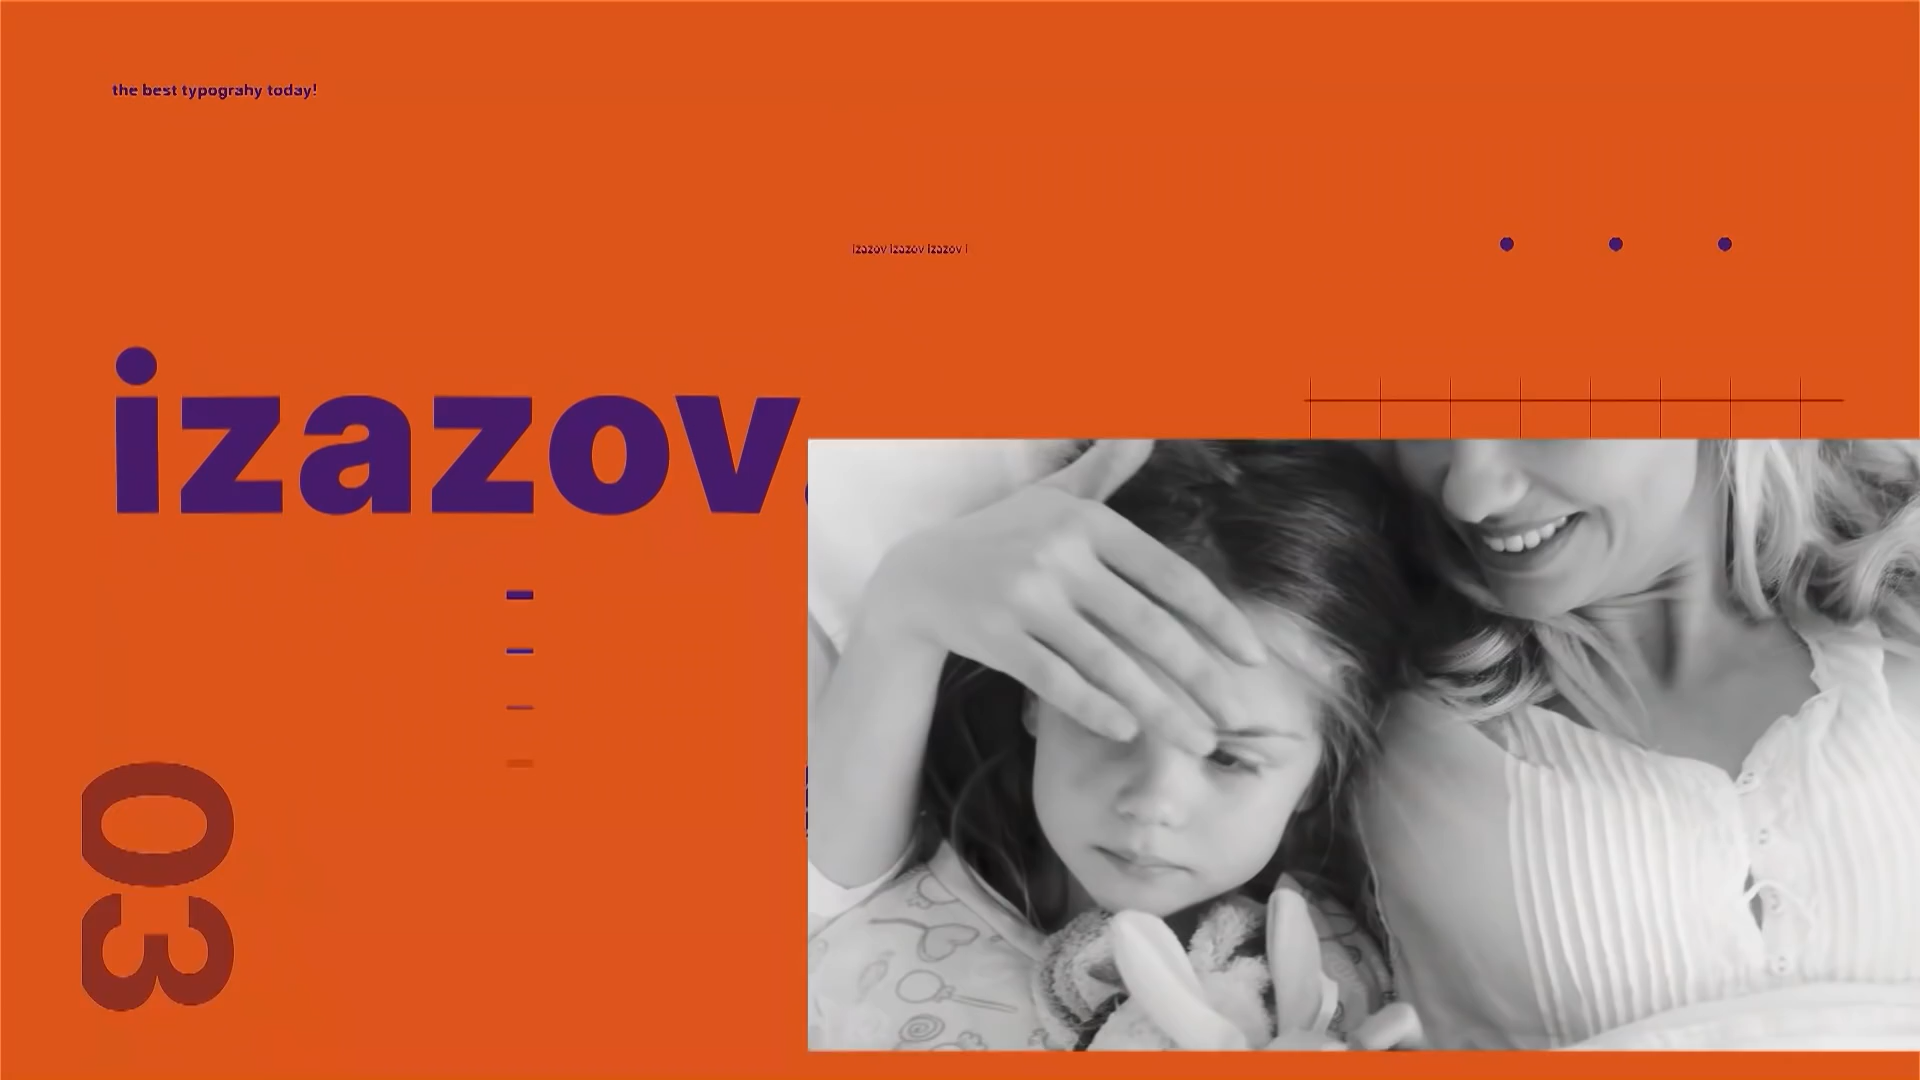 the best typograhy today!
izazov izazov izazov i
izazov.
03